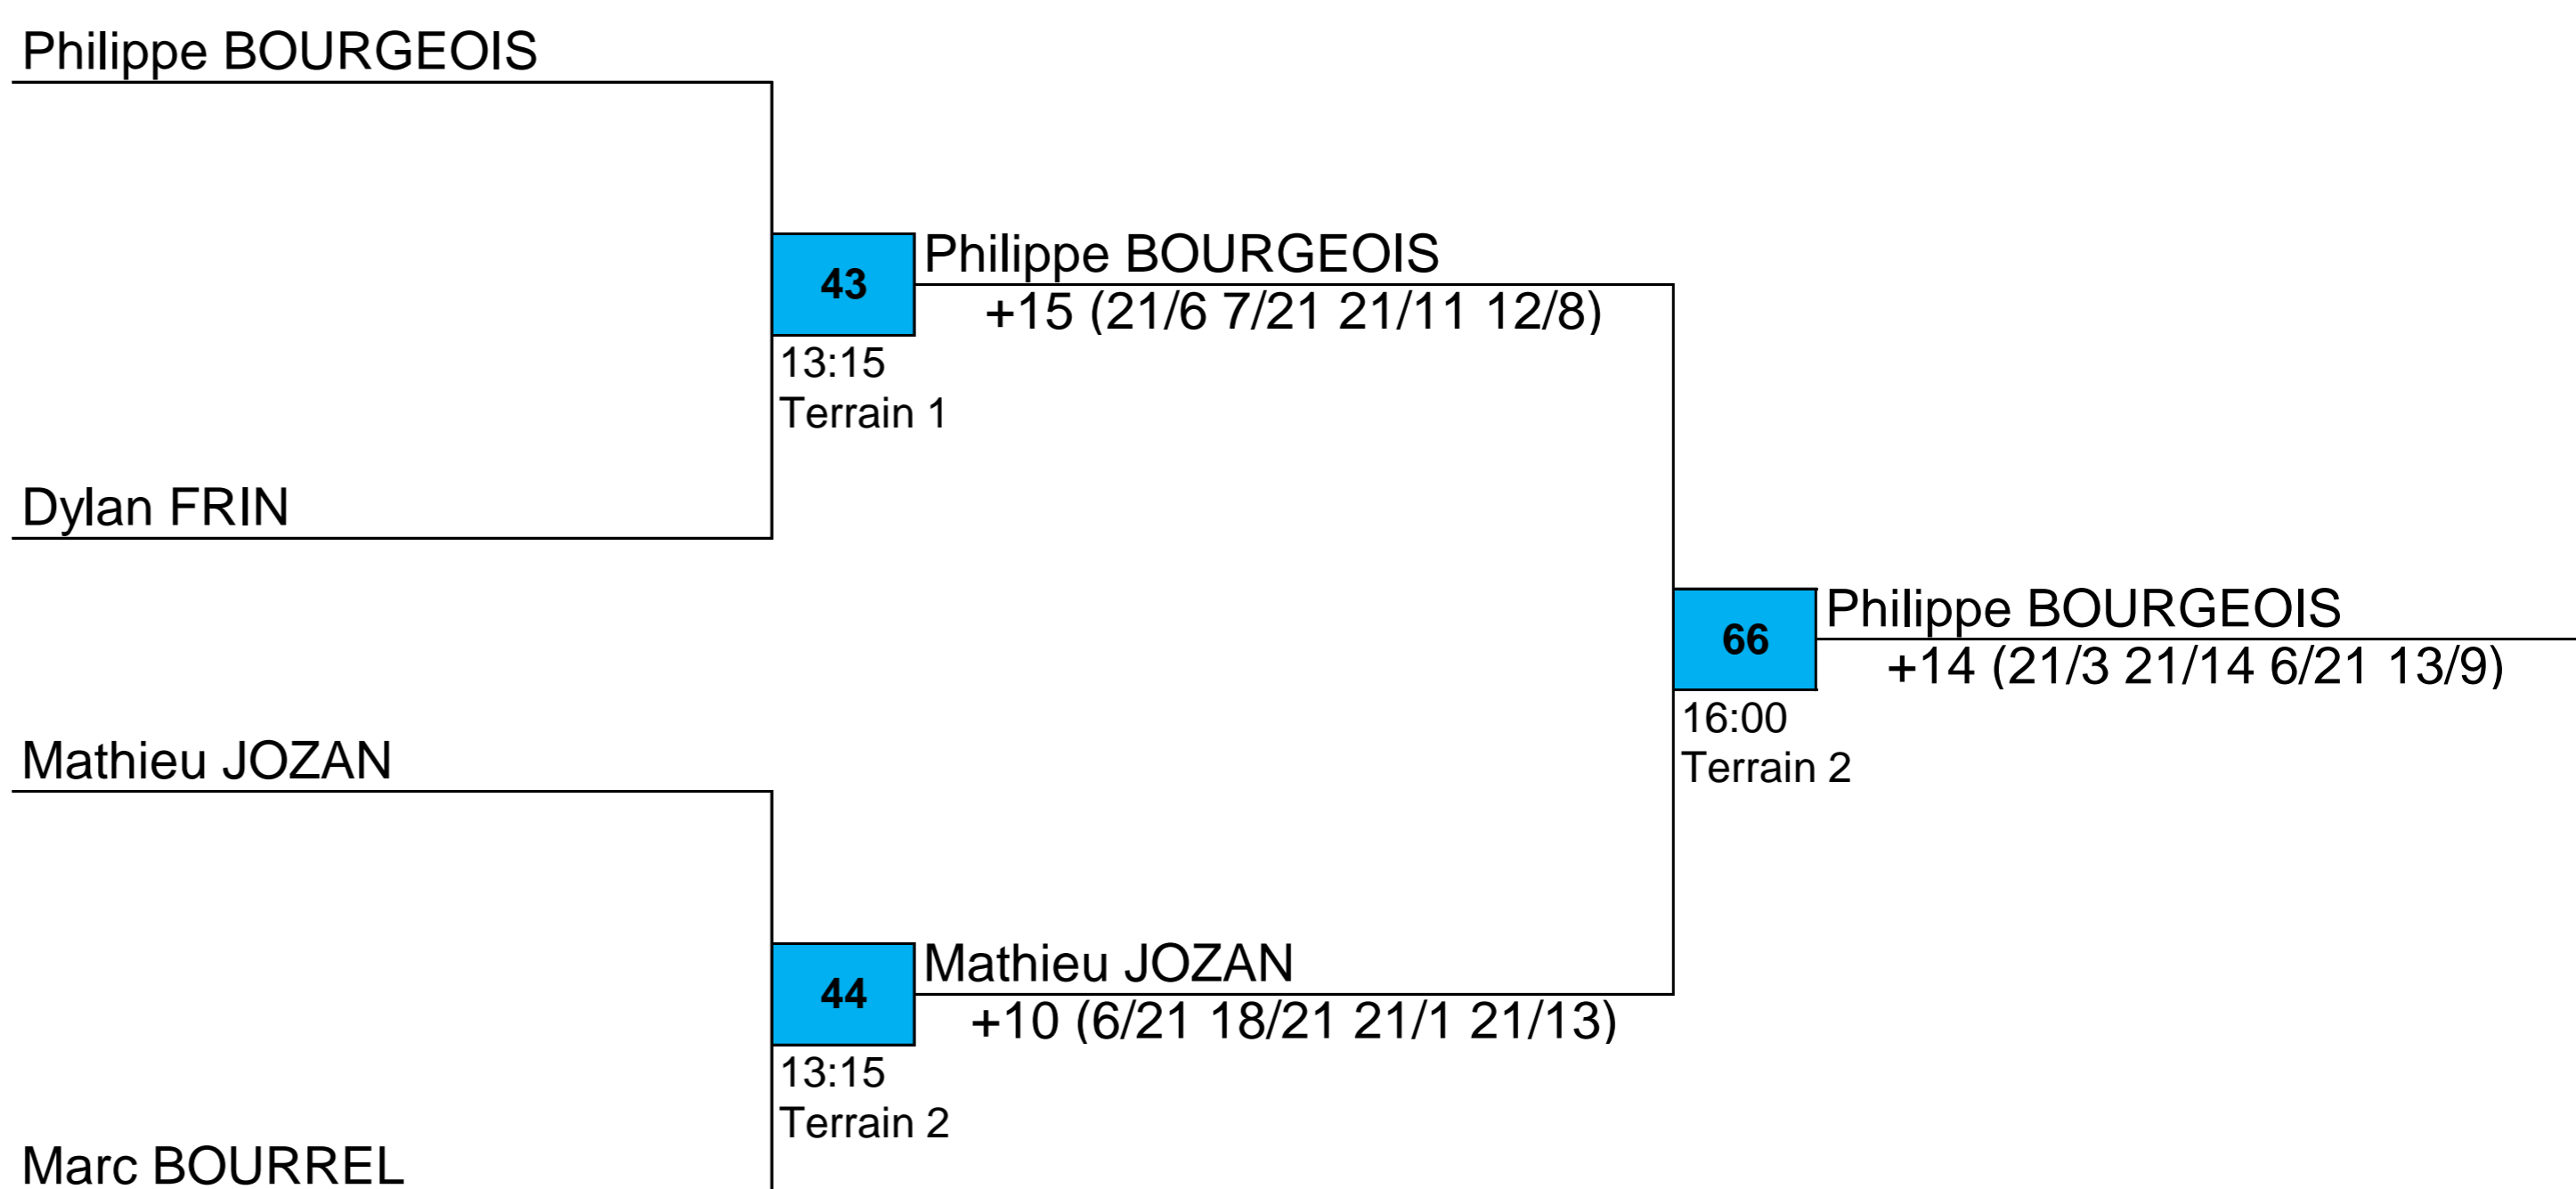 Philippe BOURGEOIS
43
Philippe BOURGEOIS
+15 (21/6 7/21 21/11 12/8)
13:15
Terrain 1
Dylan FRIN
66
Philippe BOURGEOIS
+14 (21/3 21/14 6/21 13/9)
16:00
Terrain 2
Mathieu JOZAN
44
Mathieu JOZAN
+10 (6/21 18/21 21/1 21/13)
13:15
Terrain 2
Marc BOURREL